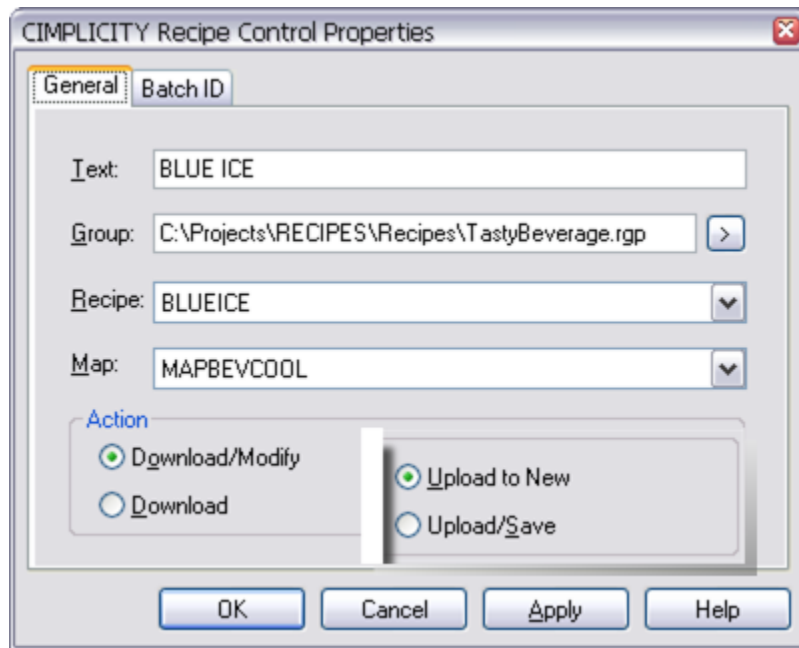 CIMPLICITY Recipe Control Properties
General Batch ID
Text: BLUE ICE
Group: C:\Projects\RECIPES\Recipes\TastyBeverage.rgp >
Recipe: BLUEICE
Map: MAPBEVCOOL
Action
Download/Modify
Download
Upload to New
Upload/Save
OK Cancel Apply Help